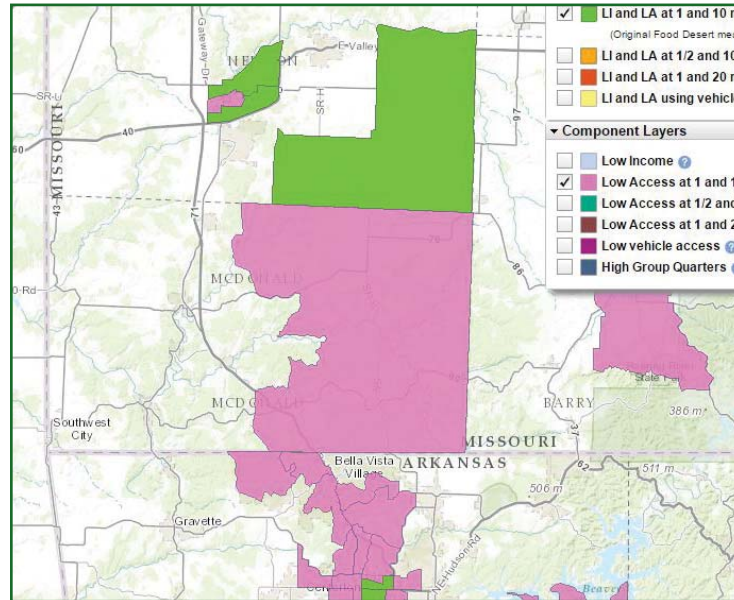 LI and LA at 1 and 10
(Original Food Desert mea
LI and LA at 1/2 and 10
LI and LA at 1 and 20
LI and LA using vehicle
Component Layers
Low Income ?
Low Access at 1 and 1
Low Access at 1/2 and
Low Access at 1 and 2
Low vehicle access ?
High Group Quarters
Gateway-Dr
E-Valley
SR-U
SR-H
97
40
60
MISSOURI
43
71
76
86
MCDONALD
MCDONALD
BARRY
State
386 m
37
Southwest
City
MISSOURI
Bella Vista
Village
ARKANSAS
62
511 m
506 m
Gravette
NE-Hudson-Rd
Beaver